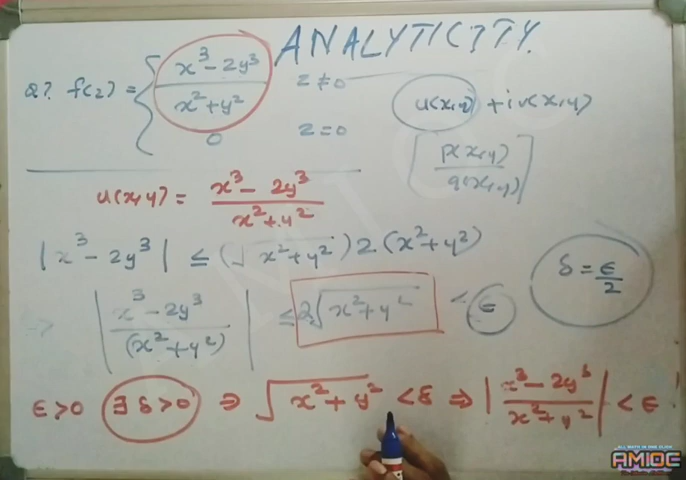 ANALYTICITY
Q7. f(z) = { (x³ - 2y³)/(x² + y²) z ≠ 0
0 z = 0
u(x,y) + iv(x,y)
[p(x,y)/q(x,y)]
u(x,y) = (x³ - 2y³)/(x² + y²)
|x³ - 2y³| ≤ (√x² + y²) 2 (x² + y²)
⇒ |(x³ - 2y³)/(x² + y²)| ≤ 2√(x² + y²) < ε
δ = ε/2
ε > 0 ∃ δ > 0 ⇒ √(x² + y²) < δ ⇒ |(x³ - 2y³)/(x² + y²)| < ε
AMIOC